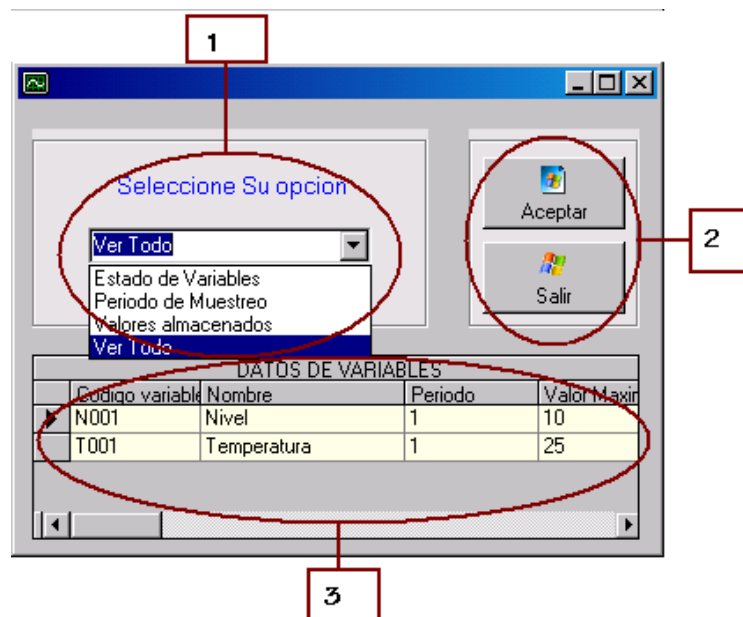 1
Seleccione Su opcion
Ver Todo
Estado de Variables
Periodo de Muestreo
Valores almacenados
Ver Todo
Aceptar
Salir
2
DATOS DE VARIABLES
Codigo variable Nombre Periodo Valor Maxim
N001 Nivel 1 10
T001 Temperatura 1 25
3